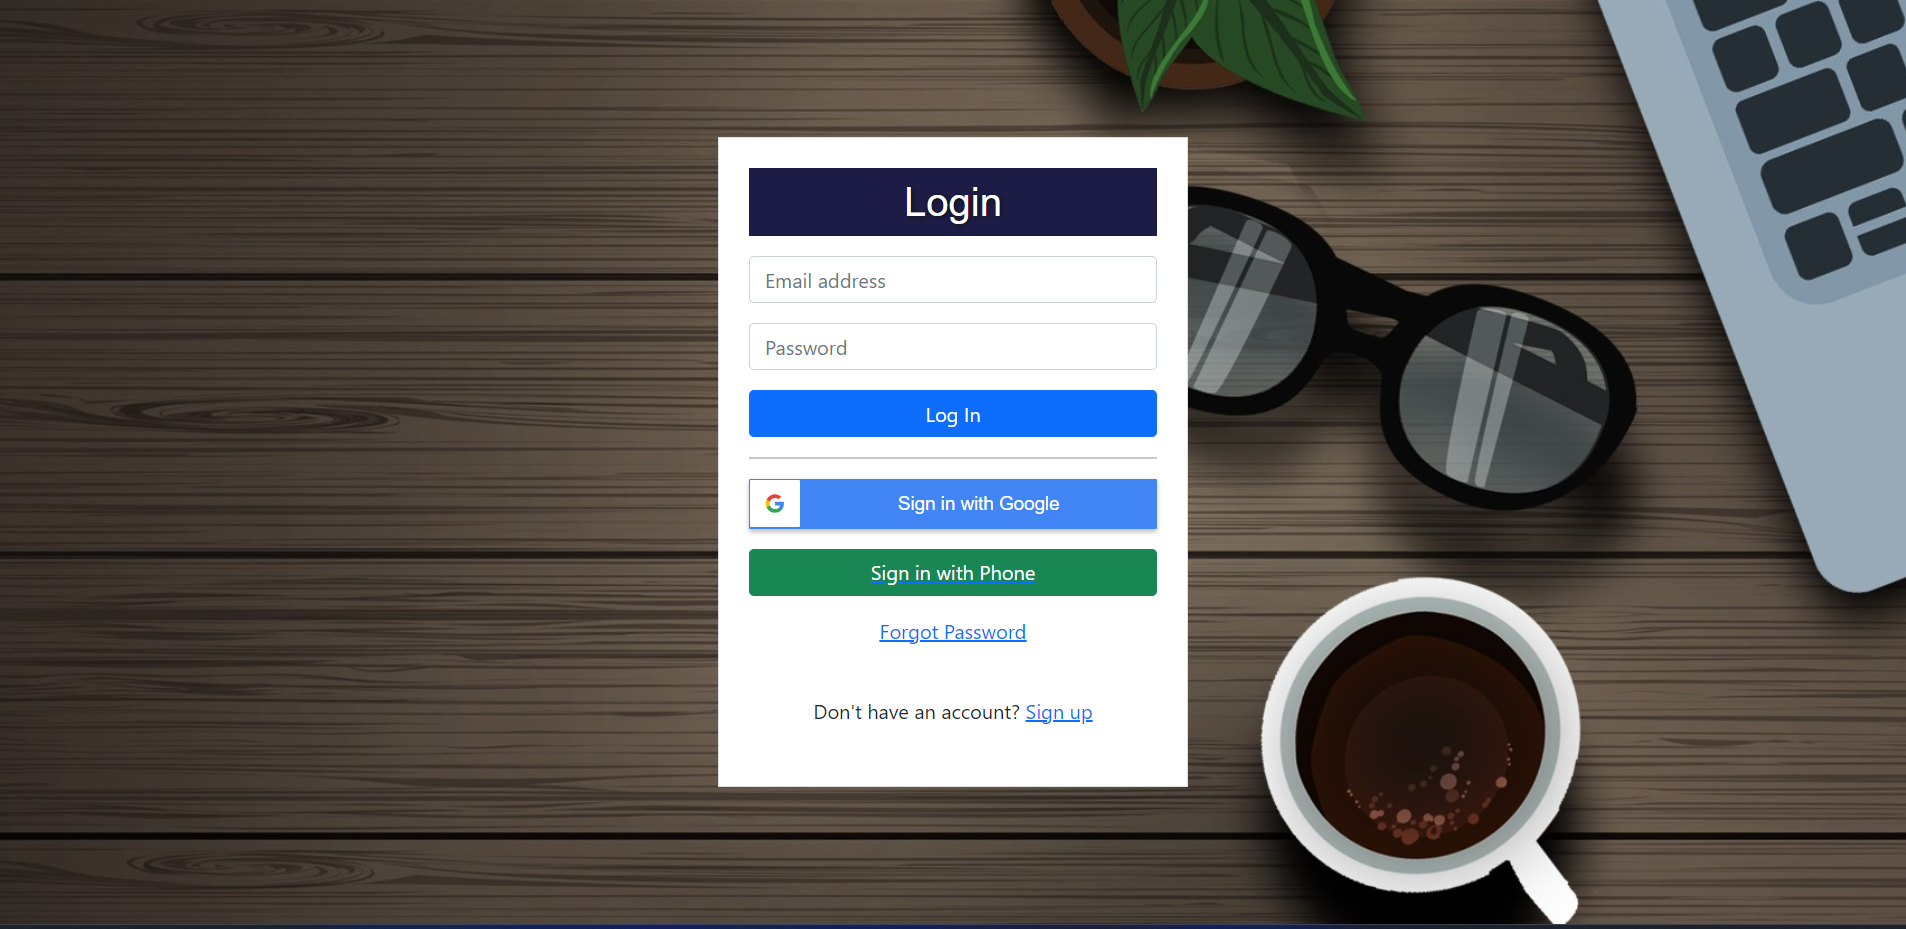 Login
Email address
Password
Log In
Sign in with Google
Sign in with Phone
Forgot Password
Don't have an account? Sign up